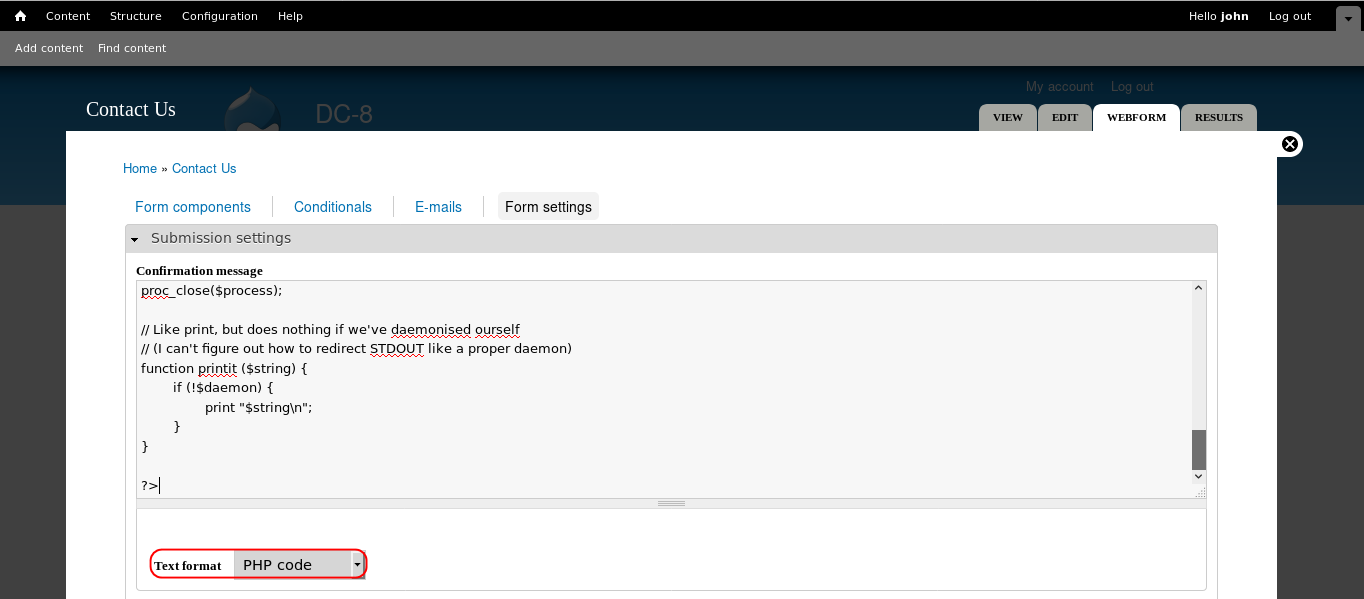 Content Structure Configuration Help Hello john Log out
Add content Find content
My account Log out
Contact Us DC-8 VIEW EDIT WEBFORM RESULTS
Home » Contact Us
Form components Conditionals E-mails Form settings
Submission settings
Confirmation message
proc_close($process);
// Like print, but does nothing if we've daemonised ourself
// (I can't figure out how to redirect STDOUT like a proper daemon)
function printit ($string) {
if (!$daemon) {
print "$string\n";
}
}
?>
Text format PHP code